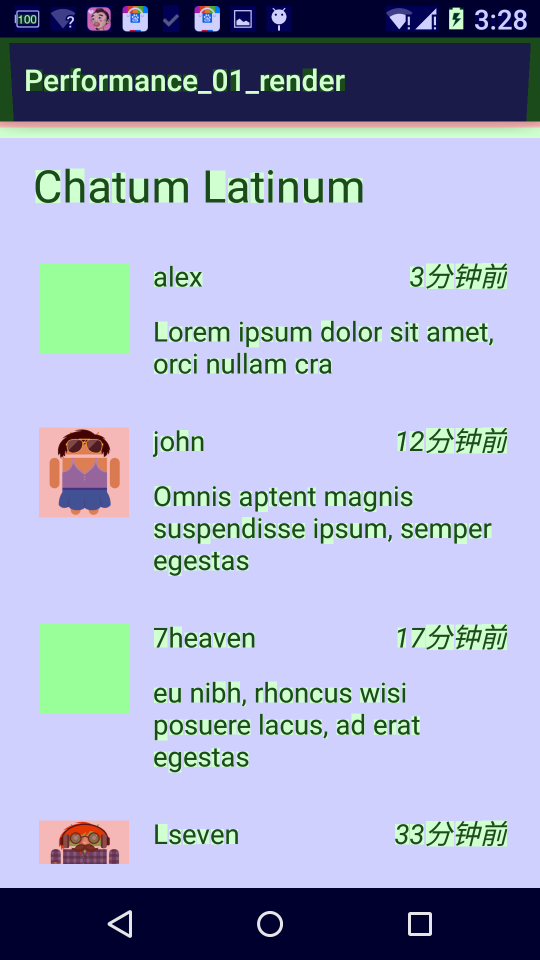 100
?
!
!
3:28
Performance_01_render
Chatum Latinum
alex
3分钟前
Lorem ipsum dolor sit amet,
orci nullam cra
john
12分钟前
Omnis aptent magnis
suspendisse ipsum, semper
egestas
7heaven
17分钟前
eu nibh, rhoncus wisi
posuere lacus, ad erat
egestas
Lseven
33分钟前